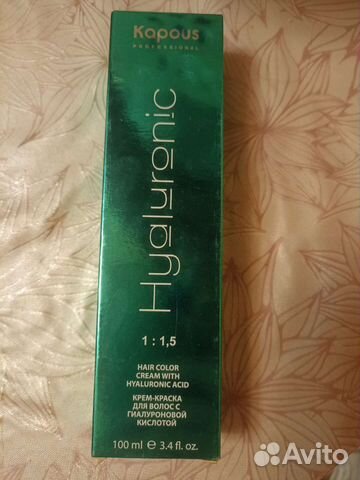 Kapous
PROFESSIONAL
Hyaluronic
1 : 1,5
HAIR COLOR
CREAM WITH
HYALURONIC ACID
КРЕМ-КРАСКА
ДЛЯ ВОЛОС С
ГИАЛУРОНОВОЙ
КИСЛОТОЙ
100 ml ℮ 3.4 fl. oz.
Avito